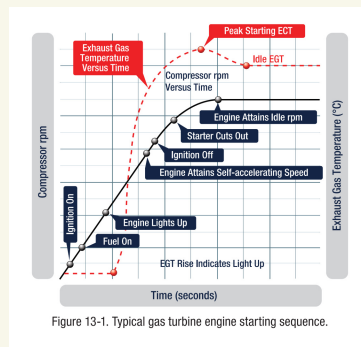 Peak Starting ECT
Exhaust Gas
Temperature
Versus Time
Idle EGT
Compressor rpm
Versus Time
Engine Attains Idle rpm
Starter Cuts Out
Ignition Off
Engine Attains Self-accelerating Speed
Ignition On
Engine Lights Up
Fuel On
EGT Rise Indicates Light Up
Compressor rpm
Exhaust Gas Temperature (°C)
Time (seconds)
Figure 13-1. Typical gas turbine engine starting sequence.